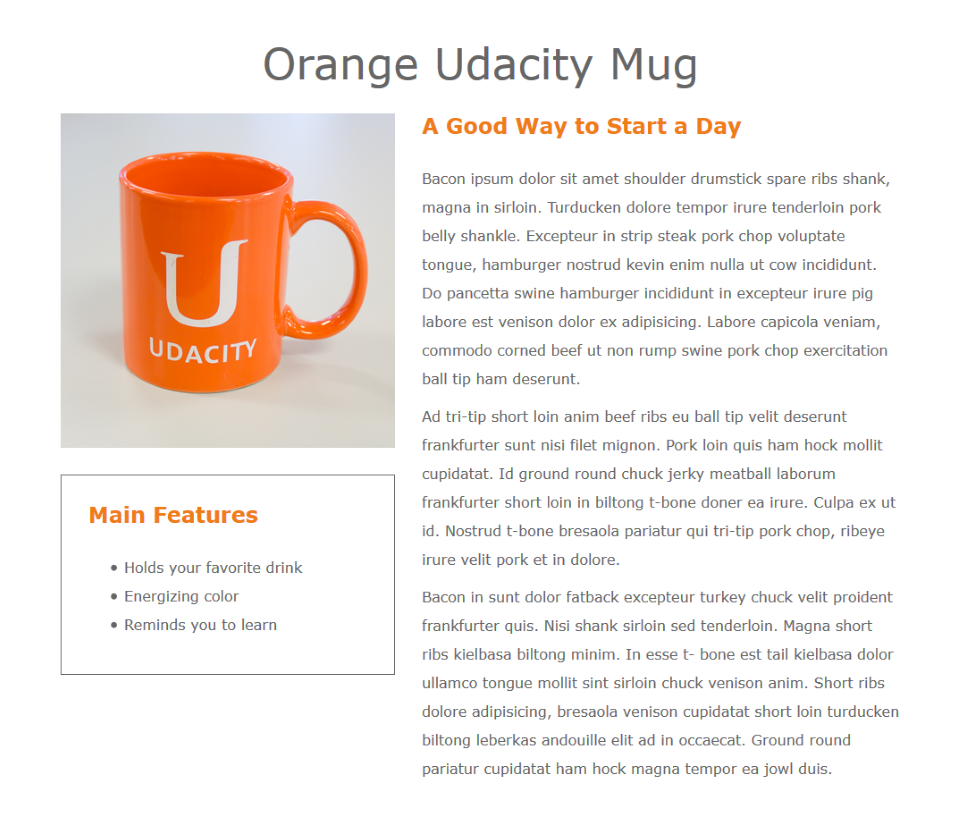 Orange Udacity Mug
U
UDACITY
Main Features
• Holds your favorite drink
• Energizing color
• Reminds you to learn
A Good Way to Start a Day
Bacon ipsum dolor sit amet shoulder drumstick spare ribs shank,
magna in sirloin. Turducken dolore tempor irure tenderloin pork
belly shankle. Excepteur in strip steak pork chop voluptate
tongue, hamburger nostrud kevin enim nulla ut cow incididunt.
Do pancetta swine hamburger incididunt in excepteur irure pig
labore est venison dolor ex adipisicing. Labore capicola veniam,
commodo corned beef ut non rump swine pork chop exercitation
ball tip ham deserunt.
Ad tri-tip short loin anim beef ribs eu ball tip velit deserunt
frankfurter sunt nisi filet mignon. Pork loin quis ham hock mollit
cupidatat. Id ground round chuck jerky meatball laborum
frankfurter short loin in biltong t-bone doner ea irure. Culpa ex ut
id. Nostrud t-bone bresaola pariatur qui tri-tip pork chop, ribeye
irure velit pork et in dolore.
Bacon in sunt dolor fatback excepteur turkey chuck velit proident
frankfurter quis. Nisi shank sirloin sed tenderloin. Magna short
ribs kielbasa biltong minim. In esse t- bone est tail kielbasa dolor
ullamco tongue mollit sint sirloin chuck venison anim. Short ribs
dolore adipisicing, bresaola venison cupidatat short loin turducken
biltong leberkas andouille elit ad in occaecat. Ground round
pariatur cupidatat ham hock magna tempor ea jowl duis.